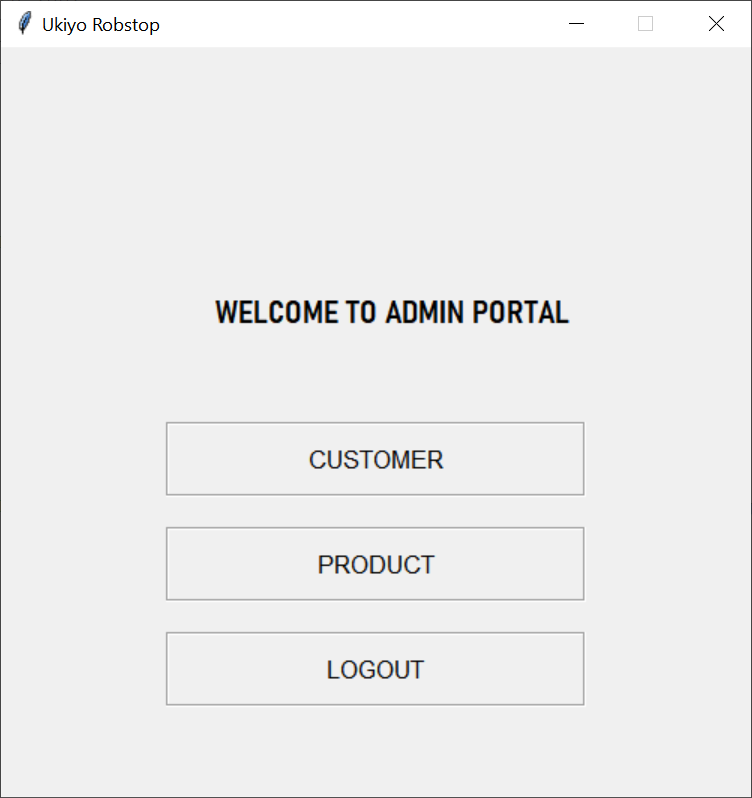 Ukiyo Robstop
WELCOME TO ADMIN PORTAL
CUSTOMER
PRODUCT
LOGOUT